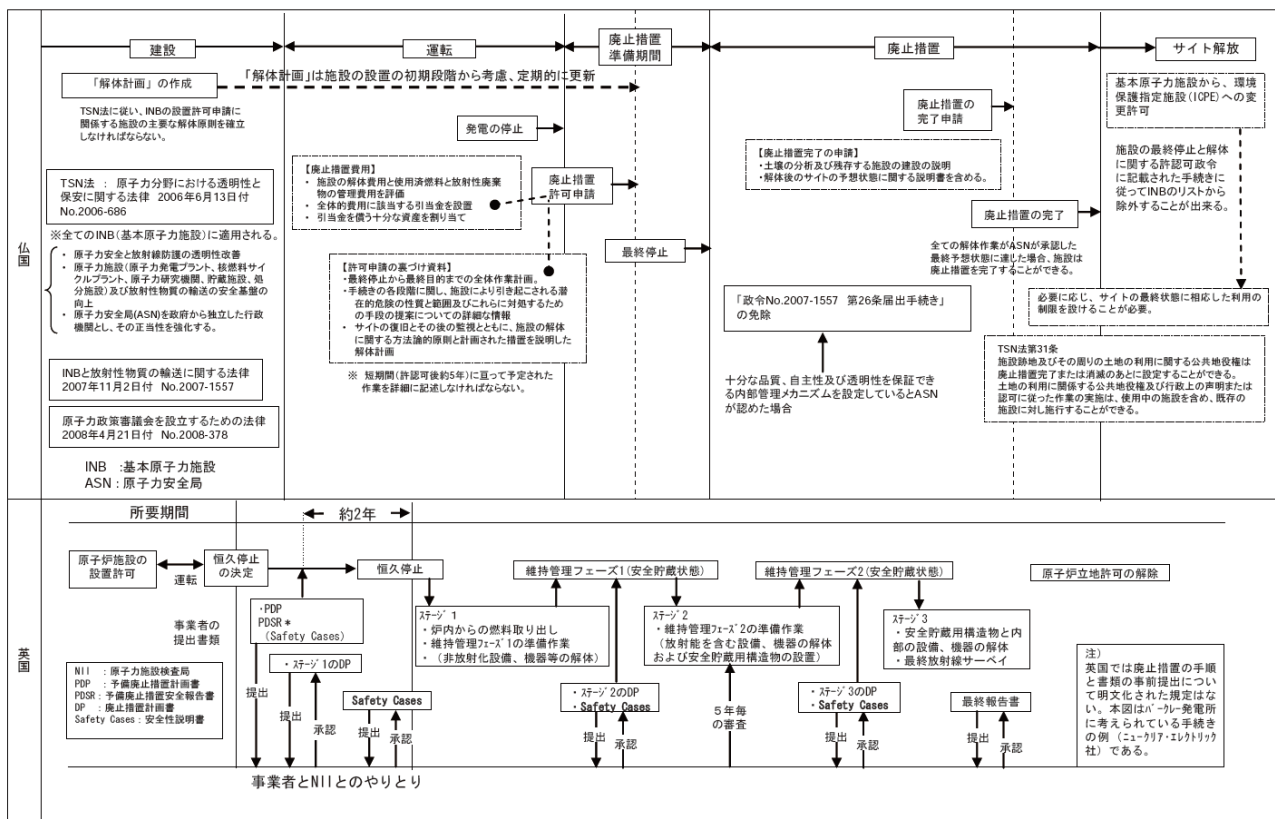 仏国
建設
運転
廃止措置
準備期間
廃止措置
サイト解放
「解体計画」の作成
「解体計画」は施設の設置の初期段階から考慮、定期的に更新
TSN法に従い、INBの設置許可申請に
関係する施設の主要な解体原則を確立
しなければならない。
TSN法 ： 原子力分野における透明性と
保安に関する法律 2006年6月13日付
No.2006-686
※全てのINB(基本原子力施設)に適用される。
・ 原子力安全と放射線防護の透明性改善
・ 原子力施設(原子力発電プラント、核燃料サイ
クルプラント、原子力研究機関、貯蔵施設、処
分施設)及び放射性物質の輸送の安全基盤の
向上
・ 原子力安全局(ASN)を政府から独立した行政
機関とし、その正当性を強化する。
INBと放射性物質の輸送に関する法律
2007年11月2日付 No.2007-1557
原子力政策審議会を設立するための法律
2008年4月21日付 No.2008-378
INB ：基本原子力施設
ASN：原子力安全局
発電の停止
【廃止措置費用】
・ 施設の解体費用と使用済燃料と放射性廃棄
物の管理費用を評価
・ 全体的費用に該当する引当金を設置
・ 引当金を償う十分な資産を割り当て
廃止措置
許可申請
最終停止
【許可申請の裏づけ資料】
・最終停止から最終目的までの全体作業計画。
・手続きの各段階に関し、施設により引き起こされる潜
在的危険の性質と範囲及びこれらに対処するため
の手段の提案についての詳細な情報
・ サイトの復旧とその後の監視とともに、施設の解体
に関する方法論的原則と計画された措置を説明した
解体計画
※ 短期間(許認可後約5年)に亘って予定された
作業を詳細に記述しなければならない。
廃止措置の
完了申請
【廃止措置完了の申請】
・土壌の分析及び残存する施設の建設の説明
・解体後のサイトの予想状態に関する説明書を含める。
廃止措置の完了
全ての解体作業がASNが承認した
最終予想状態に達した場合、施設は
廃止措置を完了することができる。
「政令No.2007-1557 第26条届出手続き」
の免除
十分な品質、自主性及び透明性を保証でき
る内部管理メカニズムを設定しているとASN
が認めた場合
基本原子力施設から、環境
保護指定施設(ICPE)への変
更許可
施設の最終停止と解体
に関する許認可政令
に記載された手続きに
従ってINBのリストから
除外することが出来る。
必要に応じ、サイトの最終状態に相応した利用の
制限を設けることが必要。
TSN法第31条
施設跡地及びその周りの土地の利用に関する公共地役権は
廃止措置完了または消滅のあとに設定することができる。
土地の利用に関係する公共地役権及び行政上の声明または
認可に従った作業の実施は、使用中の施設を含め、既存の
施設に対し施行することができる。
英国
所要期間
約2年
原子炉施設の
設置許可
運転
恒久停止
の決定
恒久停止
維持管理フェーズ1(安全貯蔵状態)
維持管理フェーズ2(安全貯蔵状態)
原子炉立地許可の解除
事業者の
提出書類
・PDP
PDSR＊
(Safety Cases)
・ｽﾃｰｼﾞ1のDP
Safety Cases
ｽﾃｰｼﾞ1
・炉内からの燃料取り出し
・維持管理ﾌｪｰｽﾞ1の準備作業
・(非放射化設備、機器等の解体)
ｽﾃｰｼﾞ2
・維持管理ﾌｪｰｽﾞ2の準備作業
(放射能を含む設備、機器の解体
および安全貯蔵用構造物の設置)
ｽﾃｰｼﾞ3
・安全貯蔵用構造物と内
部の設備、機器の解体
・最終放射線サーベイ
NII ：原子力施設検査局
PDP ：予備廃止措置計画書
PDSR：予備廃止措置安全報告書
DP ：廃止措置計画書
Safety Cases：安全性説明書
・ｽﾃｰｼﾞ2のDP
・Safety Cases
5年毎
の審査
・ｽﾃｰｼﾞ3のDP
・Safety Cases
最終報告書
提出
提出
承認
提出
承認
提出
承認
提出
承認
提出
承認
事業者とNIIとのやりとり
注)
英国では廃止措置の手順
と書類の事前提出につい
て明文化された規定はな
い。本図はﾊﾞｰｸﾚｰ発電所
に考えられている手続き
の例（ﾆｭｰｸﾘｱ･ｴﾚｸﾄﾘｯｸ
社）である。